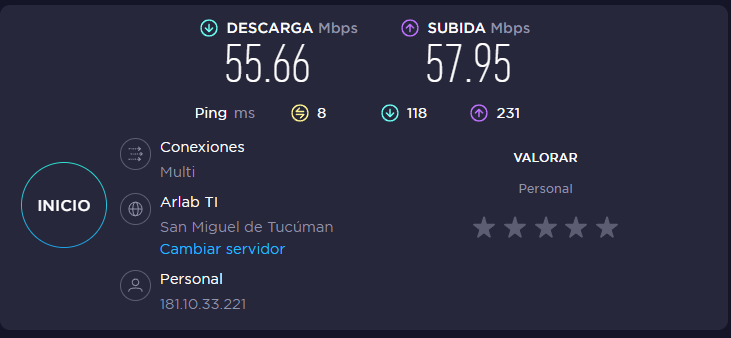 DESCARGA Mbps
SUBIDA Mbps
55.66
57.95
Ping ms 8 118 231
Conexiones
Multi
VALORAR
Personal
INICIO
Arlab TI
San Miguel de Tucúman
Cambiar servidor
Personal
181.10.33.221